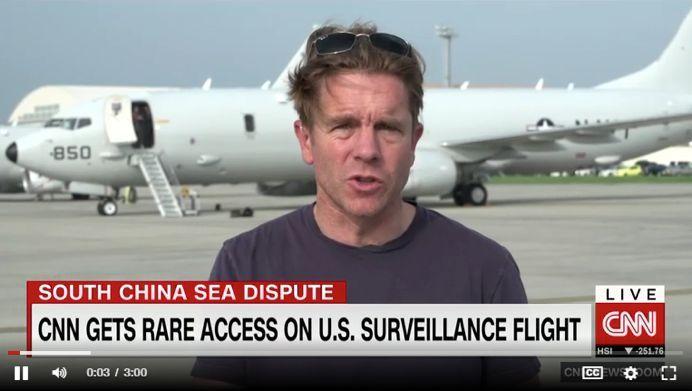 850
NAVY
SOUTH CHINA SEA DISPUTE
CNN GETS RARE ACCESS ON U.S. SURVEILLANCE FLIGHT
LIVE
CNN
HSI ▼ -251.76
0:03 / 3:00
CC